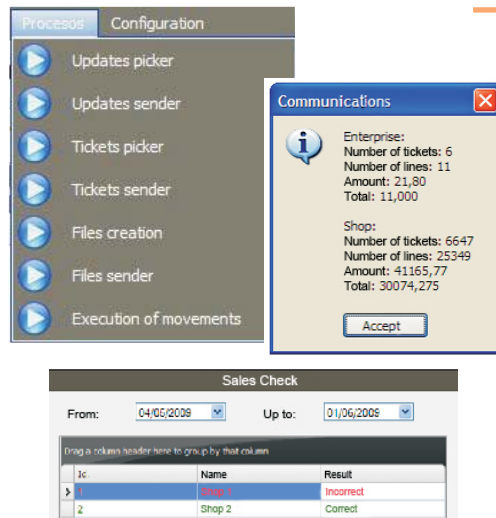 Procesos Configuration
Updates picker
Updates sender
Tickets picker
Tickets sender
Files creation
Files sender
Execution of movements
Communications
Enterprise:
Number of tickets: 6
Number of lines: 11
Amount: 21,80
Total: 11,000
Shop:
Number of tickets: 6647
Number of lines: 25349
Amount: 41165,77
Total: 30074,275
Accept
Sales Check
From: 04/05/2009 Up to: 01/06/2009
Drag a column header here to group by that column
Id. Name Result
1 Shop 1 Incorrect
2 Shop 2 Correct